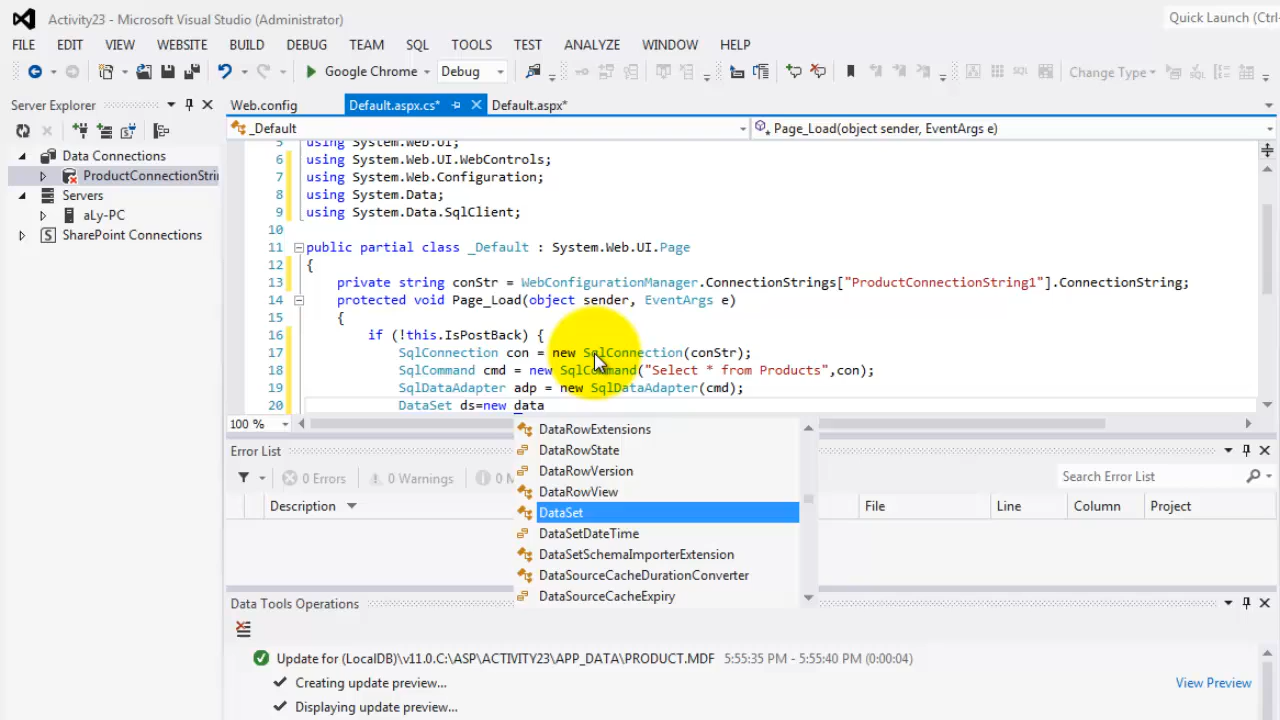 Activity23 - Microsoft Visual Studio (Administrator)
Quick Launch (Ctrl-
FILE EDIT VIEW WEBSITE BUILD DEBUG TEAM SQL TOOLS TEST ANALYZE WINDOW HELP
Google Chrome Debug Change Type
Server Explorer
Web.config Default.aspx.cs* Default.aspx*
_Default Page_Load(object sender, EventArgs e)
Data Connections
ProductConnectionStrin
Servers
aLy-PC
SharePoint Connections
5 using System.Web.UI;
6 using System.Web.UI.WebControls;
7 using System.Web.Configuration;
8 using System.Data;
9 using System.Data.SqlClient;
10
11 public partial class _Default : System.Web.UI.Page
12 {
13 private string conStr = WebConfigurationManager.ConnectionStrings["ProductConnectionString1"].ConnectionString;
14 protected void Page_Load(object sender, EventArgs e)
15 {
16 if (!this.IsPostBack) {
17 SqlConnection con = new SqlConnection(conStr);
18 SqlCommand cmd = new SqlCommand("Select * from Products",con);
19 SqlDataAdapter adp = new SqlDataAdapter(cmd);
20 DataSet ds=new data
100 %
DataRowExtensions
DataRowState
DataRowVersion
DataRowView
DataSet
DataSetDateTime
DataSetSchemaImporterExtension
DataSourceCacheDurationConverter
DataSourceCacheExpiry
Error List
0 Errors 0 Warnings 0 M
Search Error List
Description File Line Column Project
Data Tools Operations
Update for (LocalDB)\v11.0.C:\ASP\ACTIVITY23\APP_DATA\PRODUCT.MDF 5:55:35 PM - 5:55:40 PM (0:00:04)
Creating update preview... View Preview
Displaying update preview...